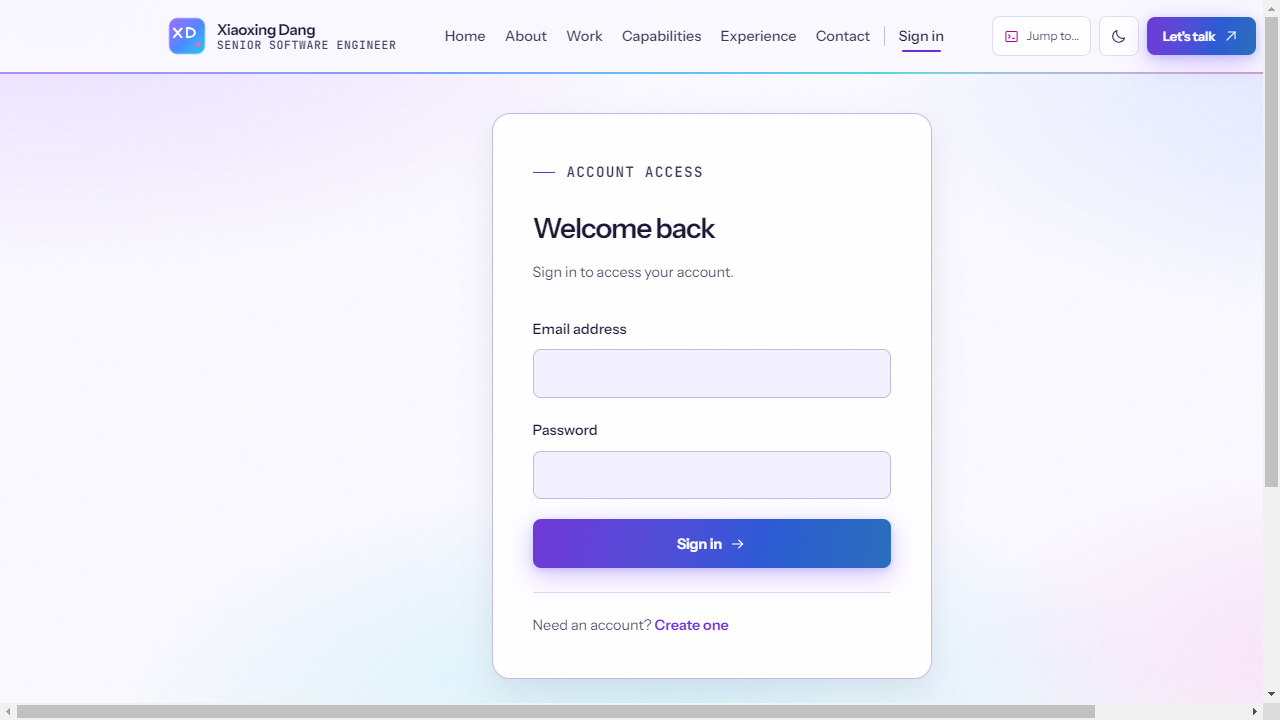 XD
Xiaoxing Dang
SENIOR SOFTWARE ENGINEER
Home
About
Work
Capabilities
Experience
Contact
Sign in
Jump to...
Let's talk
ACCOUNT ACCESS
Welcome back
Sign in to access your account.
Email address
Password
Sign in
Need an account? Create one